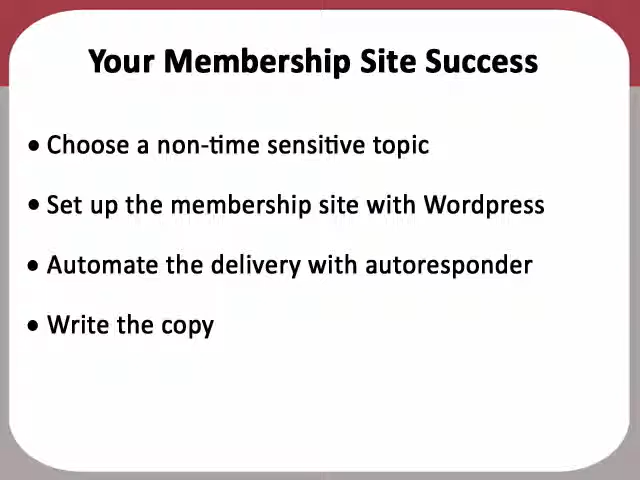 Your Membership Site Success
• Choose a non-time sensitive topic
• Set up the membership site with Wordpress
• Automate the delivery with autoresponder
• Write the copy